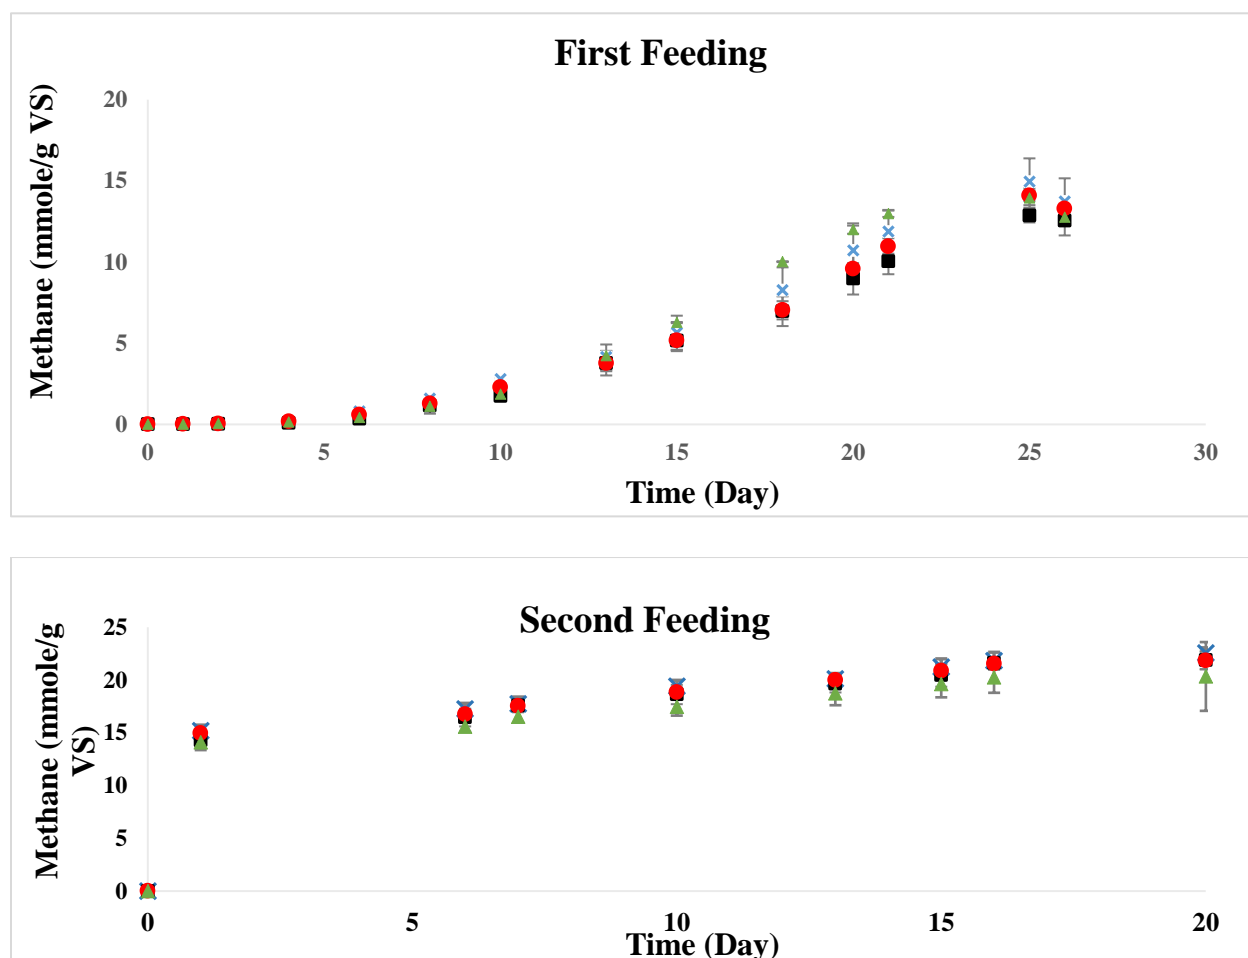 First Feeding
Methane (mmole/g VS)
20
15
10
5
0
0 5 10 15 20 25 30
Time (Day)
Second Feeding
Methane (mmole/g
VS)
25
20
15
10
5
0
0 5 10 15 20
Time (Day)